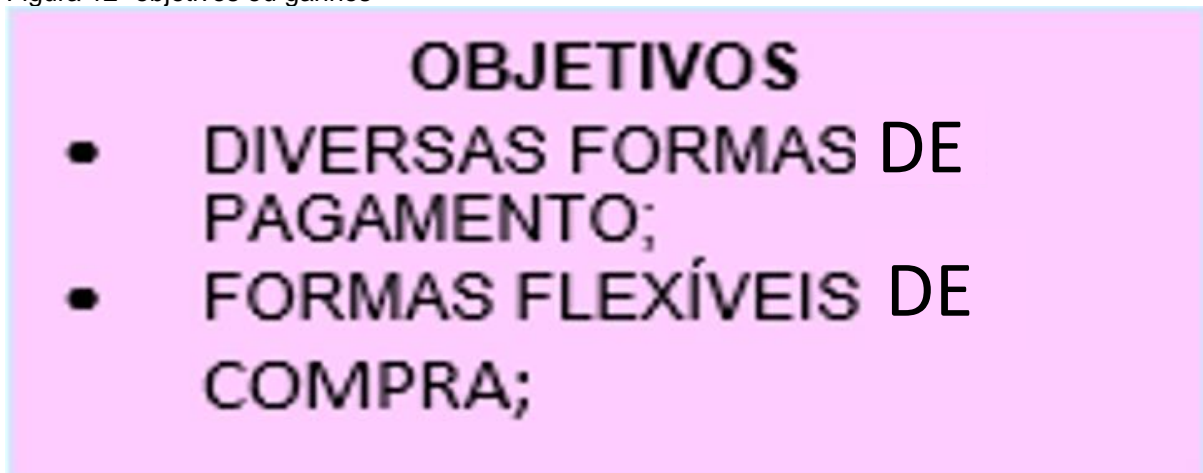 OBJETIVOS
• DIVERSAS FORMAS DE
PAGAMENTO;
• FORMAS FLEXÍVEIS DE
COMPRA;